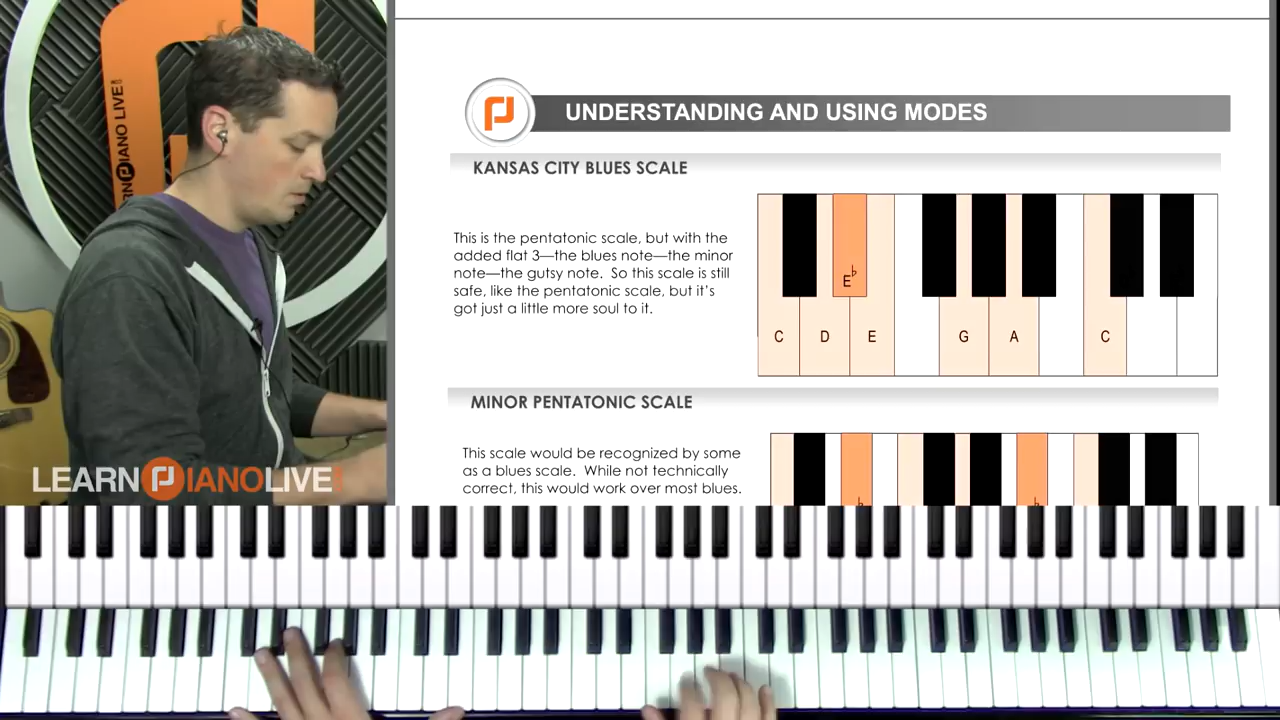 UNDERSTANDING AND USING MODES
KANSAS CITY BLUES SCALE
This is the pentatonic scale, but with the
added flat 3—the blues note—the minor
note—the gutsy note. So this scale is still
safe, like the pentatonic scale, but it's
got just a little more soul to it.
E♭
C D E G A C
MINOR PENTATONIC SCALE
This scale would be recognized by some
as a blues scale. While not technically
correct, this would work over most blues.
♭ ♭
PIANO LIVE
LEARN PIANOLIVE